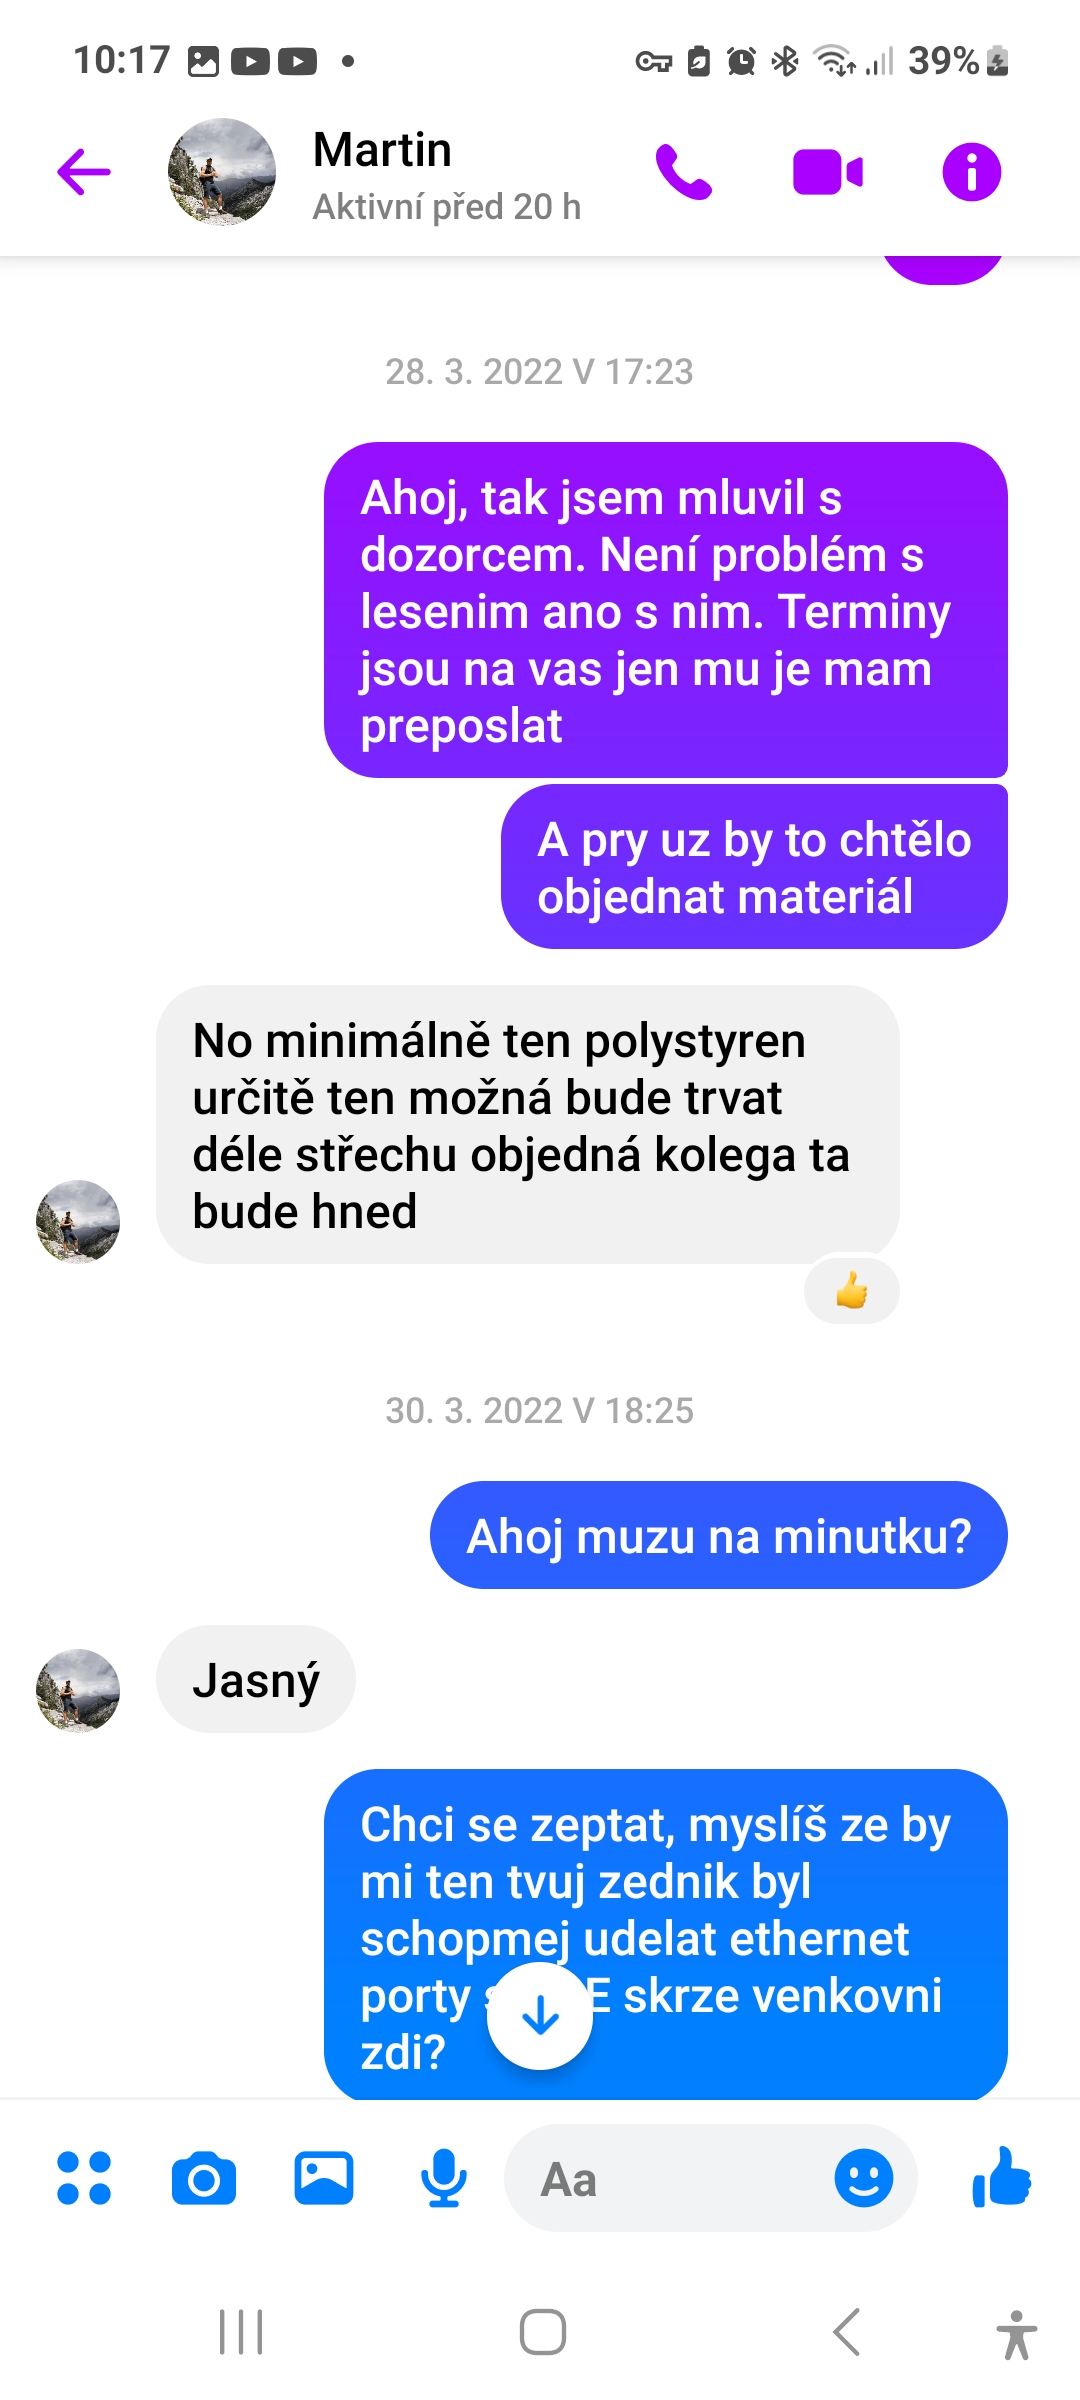 10:17
39%
Martin
Aktivní před 20 h
28. 3. 2022 V 17:23
Ahoj, tak jsem mluvil s
dozorcem. Není problém s
lesenim ano s nim. Terminy
jsou na vas jen mu je mam
preposlat
A pry uz by to chtělo
objednat materiál
No minimálně ten polystyren
určitě ten možná bude trvat
déle střechu objedná kolega ta
bude hned
30. 3. 2022 V 18:25
Ahoj muzu na minutku?
Jasný
Chci se zeptat, myslíš ze by
mi ten tvuj zednik byl
schopmej udelat ethernet
porty skrze venkovni
zdi?
Aa